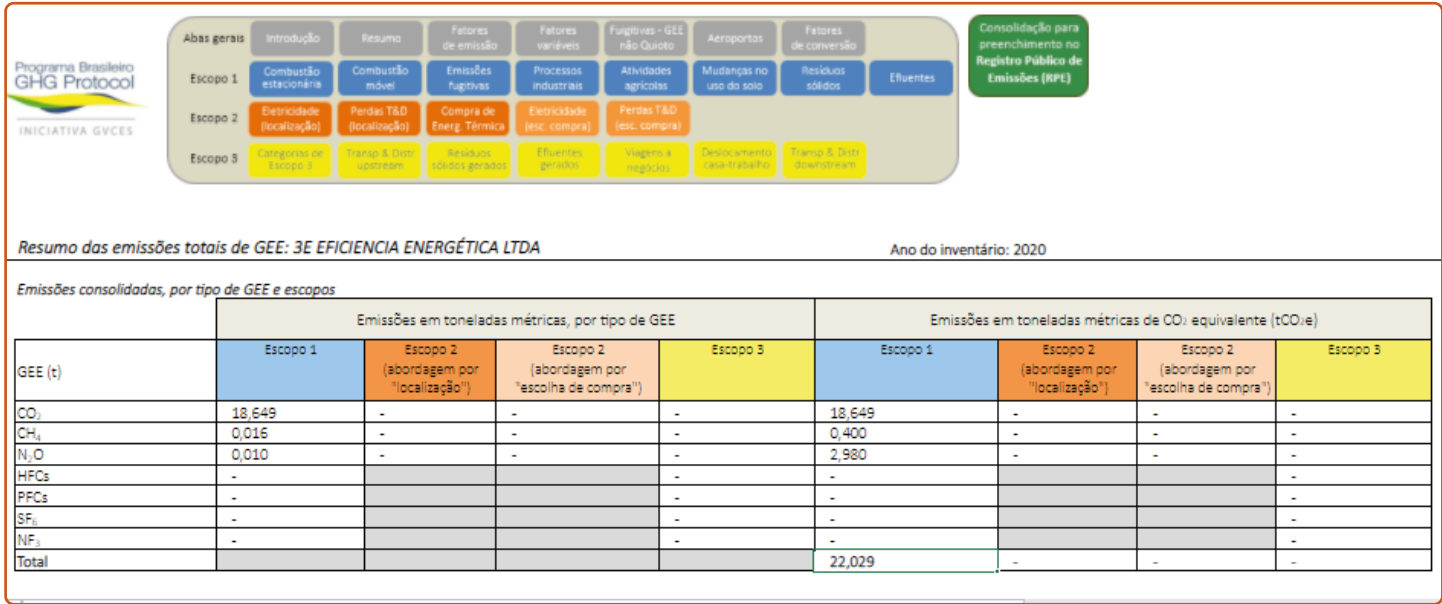 Programa Brasileiro
GHG Protocol
INICIATIVA GVCES
Abas gerais
Introdução
Resumo
Fatores
de emissão
Fatores
variáveis
Fuigitivas - GEE
não Quioto
Aeroportos
Fatores
de conversão
Escopo 1
Combustão
estacionária
Combustão
móvel
Emissões
fugitivas
Processos
industriais
Atividades
agrícolas
Mudanças no
uso do solo
Resíduos
sólidos
Efluentes
Escopo 2
Eletricidade
(localização)
Perdas T&D
(localização)
Compra de
Energ. Térmica
Eletricidade
(esc. compra)
Perdas T&D
(esc. compra)
Escopo 3
Categorias de
Escopo 3
Transp & Distr
upstream
Resíduos
sólidos gerados
Efluentes
gerados
Viagens a
negócios
Deslocamento
casa-trabalho
Transp & Distr
downstream
Consolidação para
preenchimento no
Registro Público de
Emissões (RPE)
Resumo das emissões totais de GEE: 3E EFICIENCIA ENERGÉTICA LTDA
Ano do inventário: 2020
Emissões consolidadas, por tipo de GEE e escopos
Emissões em toneladas métricas, por tipo de GEE
Emissões em toneladas métricas de CO₂ equivalente (tCO₂e)
GEE (t)
Escopo 1
Escopo 2
(abordagem por
"localização")
Escopo 2
(abordagem por
"escolha de compra")
Escopo 3
Escopo 1
Escopo 2
(abordagem por
"localização")
Escopo 2
(abordagem por
"escolha de compra")
Escopo 3
CO₂ 18,649 - - - 18,649 - - -
CH₄ 0,016 - - - 0,400 - - -
N₂O 0,010 - - - 2,980 - - -
HFCs - - - -
PFCs - - - -
SF₆ - - - -
NF₃ - - - -
Total 22,029 - - -